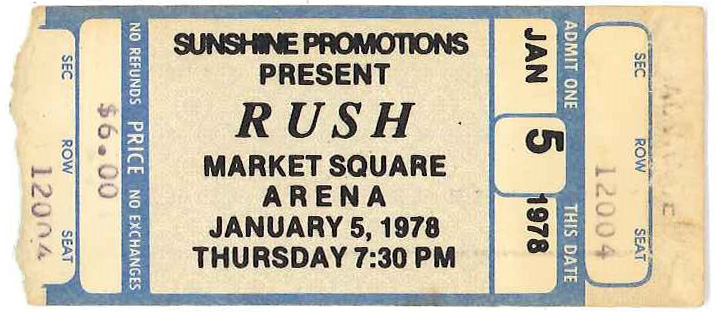 SEC ROW SEAT
12004
$6.00
NO REFUNDS PRICE NO EXCHANGES
SUNSHINE PROMOTIONS
PRESENT
RUSH
MARKET SQUARE
ARENA
JANUARY 5, 1978
THURSDAY 7:30 PM
JAN 5 1978
ADMIT ONE THIS DATE
12004
SEC ROW SEAT